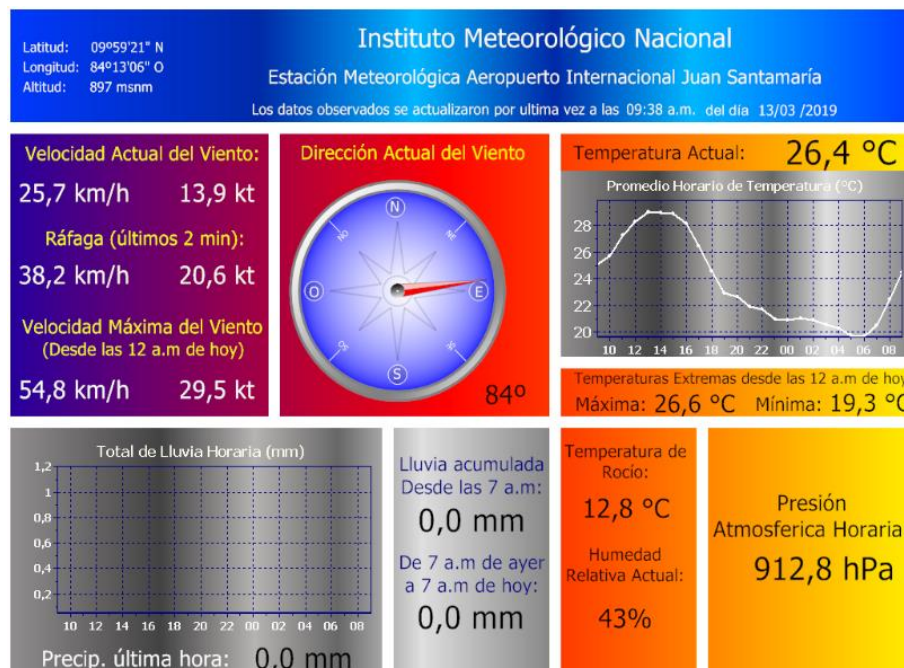 Latitud: 09º59'21" N
Longitud: 84º13'06" O
Altitud: 897 msnm
Instituto Meteorológico Nacional
Estación Meteorológica Aeropuerto Internacional Juan Santamaría
Los datos observados se actualizaron por ultima vez a las 09:38 a.m. del día 13/03 /2019
Velocidad Actual del Viento:
25,7 km/h 13,9 kt
Ráfaga (últimos 2 min):
38,2 km/h 20,6 kt
Velocidad Máxima del Viento
(Desde las 12 a.m de hoy)
54,8 km/h 29,5 kt
Dirección Actual del Viento
N
NO NE
O E
SO SE
S
84º
Temperatura Actual: 26,4 °C
Promedio Horario de Temperatura (°C)
28
26
24
22
20
10 12 14 16 18 20 22 00 02 04 06 08
Temperaturas Extremas desde las 12 a.m de hoy
Máxima: 26,6 °C Mínima: 19,3 °C
Total de Lluvia Horaria (mm)
1,2
1
0,8
0,6
0,4
0,2
10 12 14 16 18 20 22 00 02 04 06 08
Precip. última hora: 0,0 mm
Lluvia acumulada
Desde las 7 a.m:
0,0 mm
De 7 a.m de ayer
a 7 a.m de hoy:
0,0 mm
Temperatura de
Rocío:
12,8 °C
Humedad
Relativa Actual:
43%
Presión
Atmosferica Horaria
912,8 hPa